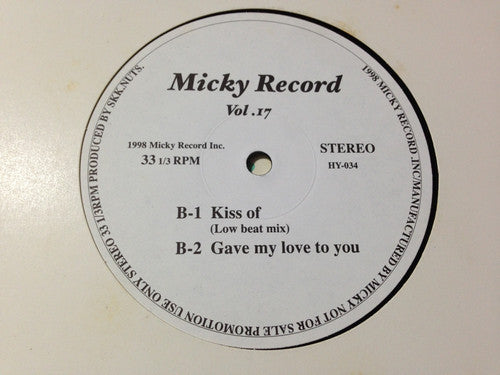 Micky Record
Vol .17
1998 Micky Record Inc.
33 1/3 RPM
STEREO
HY-034
B-1 Kiss of
(Low beat mix)
B-2 Gave my love to you
1998 MICKY RECORD .INC/MANUFACTURED BY MICKY NOT FOR SALE PROMOTION USE ONLY STEREO 33 1/3RPM PRODUCED BY SKK.NUTS.